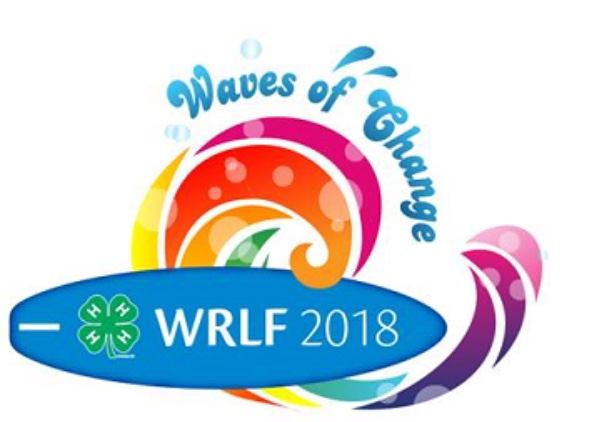 Waves of Change
H H
H H
WRLF 2018